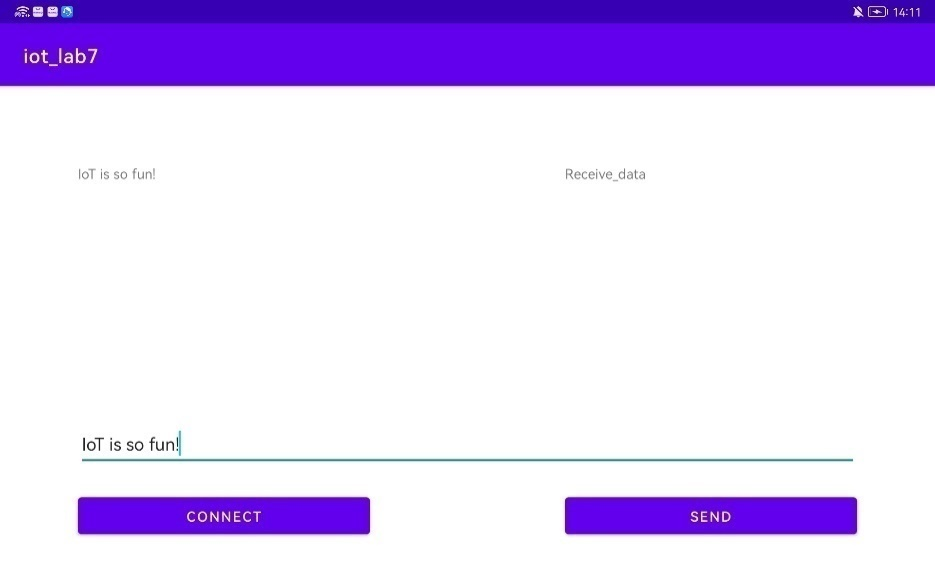 14:11
iot_lab7
IoT is so fun!
Receive_data
IoT is so fun!
CONNECT
SEND